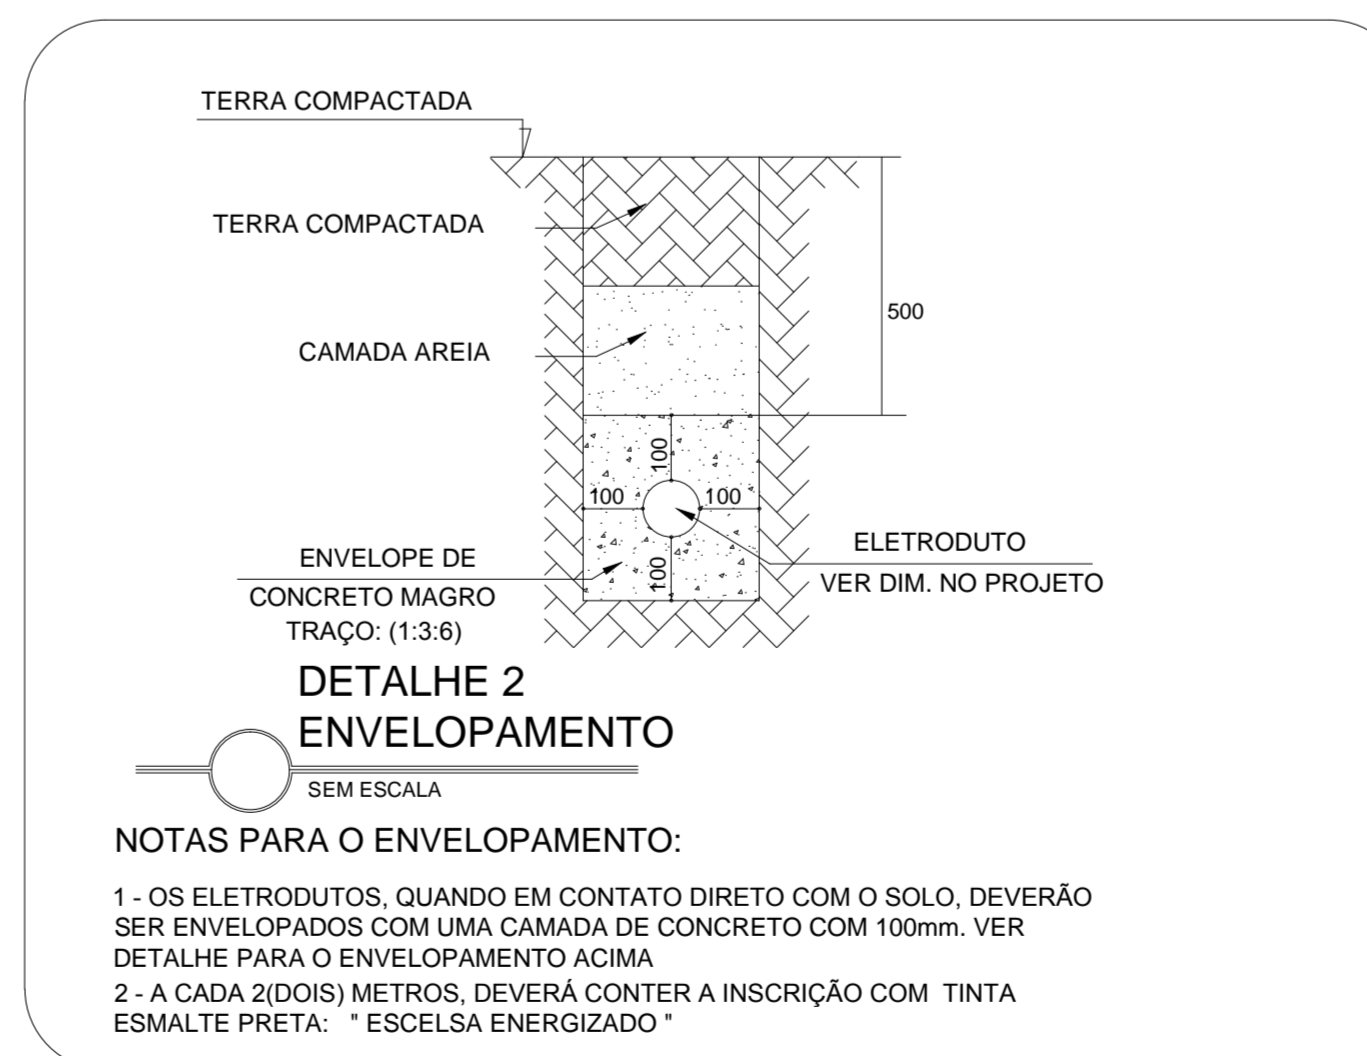 TERRA COMPACTADA
TERRA COMPACTADA
500
CAMADA AREIA
100
100
100
100
ENVELOPE DE
CONCRETO MAGRO
TRAÇO: (1:3:6)
ELETRODUTO
VER DIM. NO PROJETO
DETALHE 2
ENVELOPAMENTO
SEM ESCALA
NOTAS PARA O ENVELOPAMENTO:
1 - OS ELETRODUTOS, QUANDO EM CONTATO DIRETO COM O SOLO, DEVERÃO
SER ENVELOPADOS COM UMA CAMADA DE CONCRETO COM 100mm. VER
DETALHE PARA O ENVELOPAMENTO ACIMA
2 - A CADA 2(DOIS) METROS, DEVERÁ CONTER A INSCRIÇÃO COM TINTA
ESMALTE PRETA: " ESCELSA ENERGIZADO "